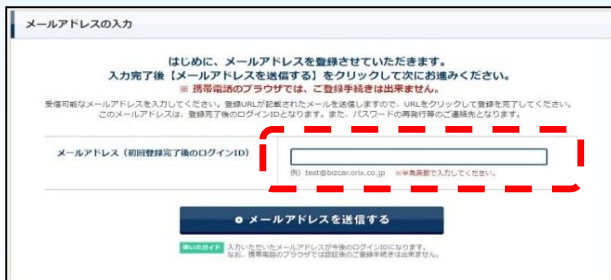 メールアドレスの入力
はじめに、メールアドレスを登録させていただきます。
入力完了後【メールアドレスを送信する】をクリックして次にお進みください。
※ 携帯電話のブラウザでは、ご登録手続きは出来ません。
受信可能なメールアドレスを入力してください。登録URLが記載されたメールを送信しますので、URLをクリックして登録を完了してください。
このメールアドレスは、登録完了後のログインIDとなります。また、パスワードの再発行等のご連絡先となります。
メールアドレス（初回登録完了後のログインID）
例）test@bizcar.orix.co.jp ※半角英数で入力してください。
メールアドレスを送信する
使い方ガイド 入力いただいたメールアドレスが今後のログインIDになります。
なお、携帯電話のブラウザでは認証後のご登録手続きは出来ません。